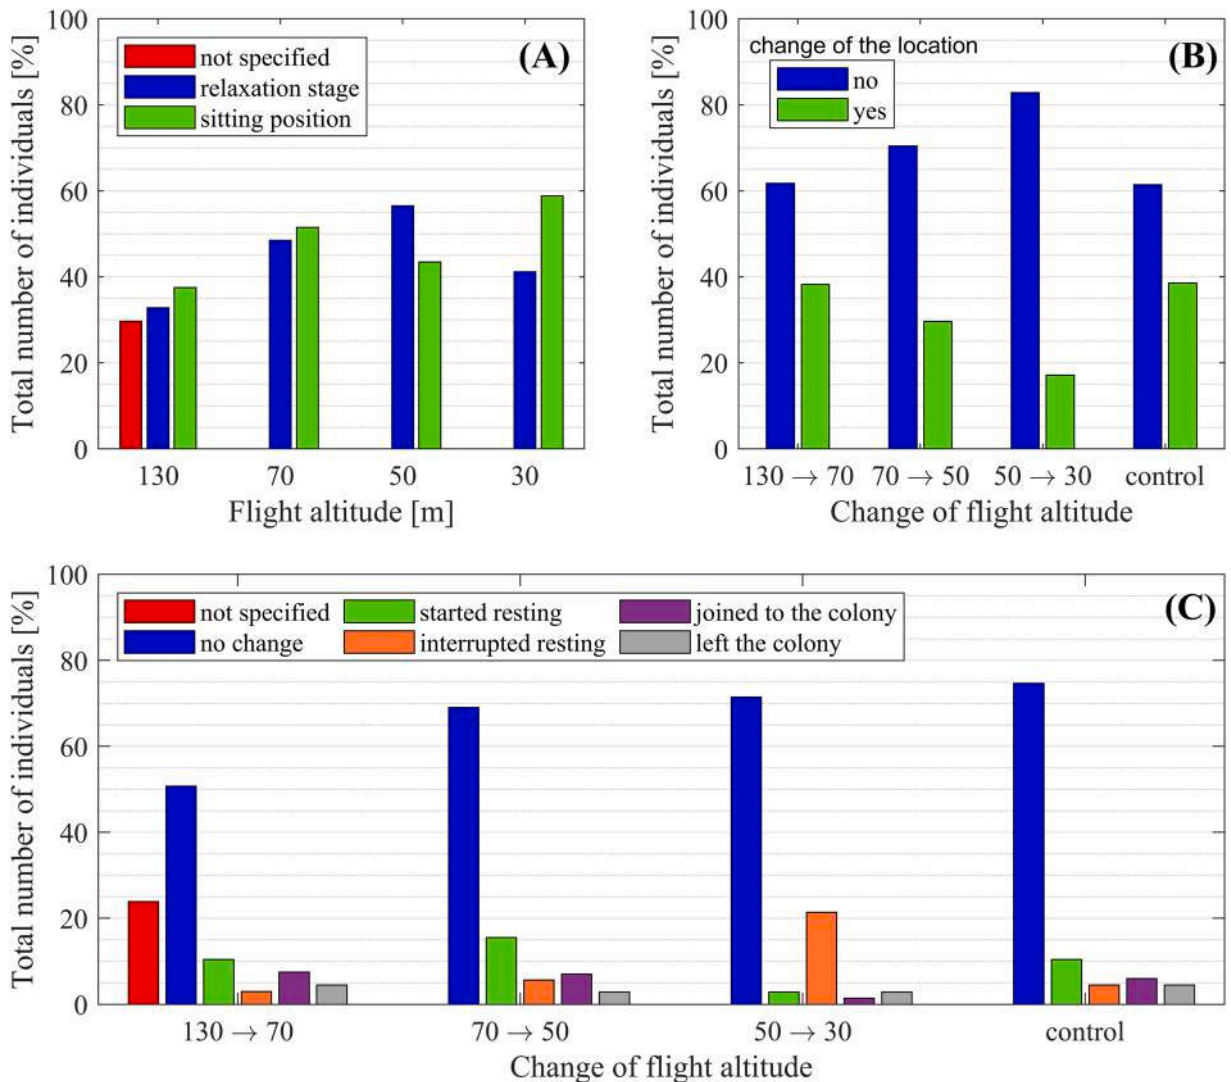 100
80
60
40
20
0
Total number of individuals [%]
not specified
relaxation stage
sitting position
(A)
130 70 50 30
Flight altitude [m]
100
80
60
40
20
0
Total number of individuals [%]
change of the location
no
yes
(B)
130 → 70 70 → 50 50 → 30 control
Change of flight altitude
100
80
60
40
20
0
Total number of individuals [%]
not specified started resting joined to the colony
no change interrupted resting left the colony
(C)
130 → 70 70 → 50 50 → 30 control
Change of flight altitude